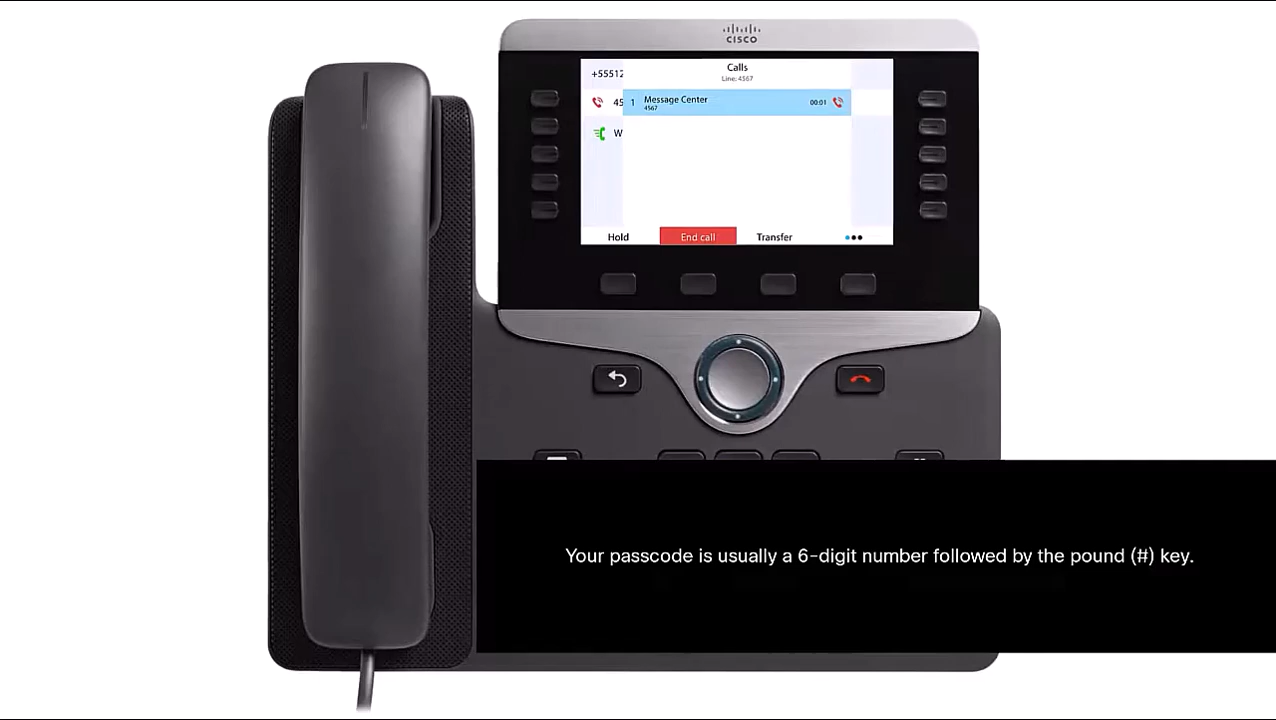 CISCO
Calls
Line: 4567
+55512
45
1 Message Center
4567
00:01
W
Hold
End call
Transfer
Your passcode is usually a 6-digit number followed by the pound (#) key.